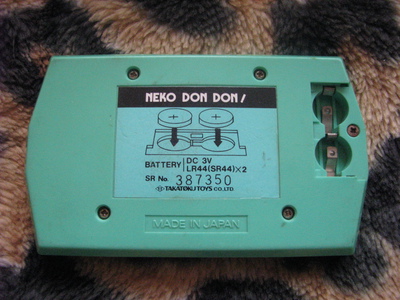 NEKO DON DON!
BATTERY DC 3V
LR44(SR44)×2
SR No. 387350
TAKATOKU TOYS CO., LTD
MADE IN JAPAN